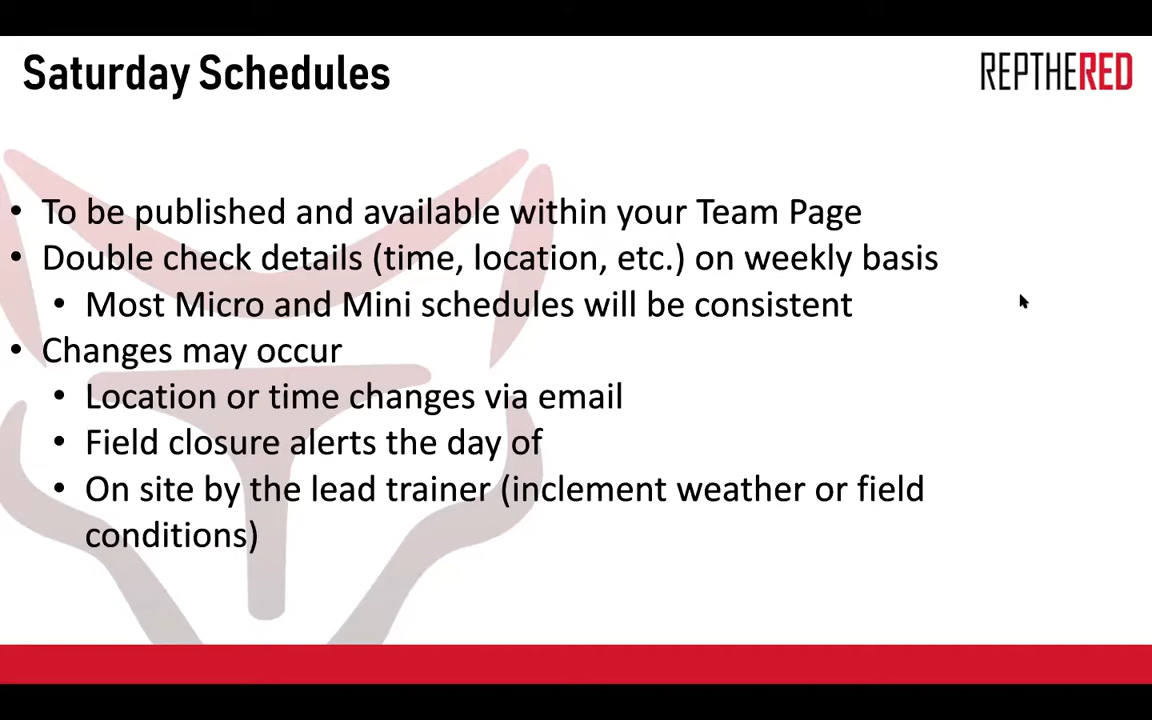 Saturday Schedules
REPTHERED
• To be published and available within your Team Page
• Double check details (time, location, etc.) on weekly basis
• Most Micro and Mini schedules will be consistent
• Changes may occur
• Location or time changes via email
• Field closure alerts the day of
• On site by the lead trainer (inclement weather or field
conditions)